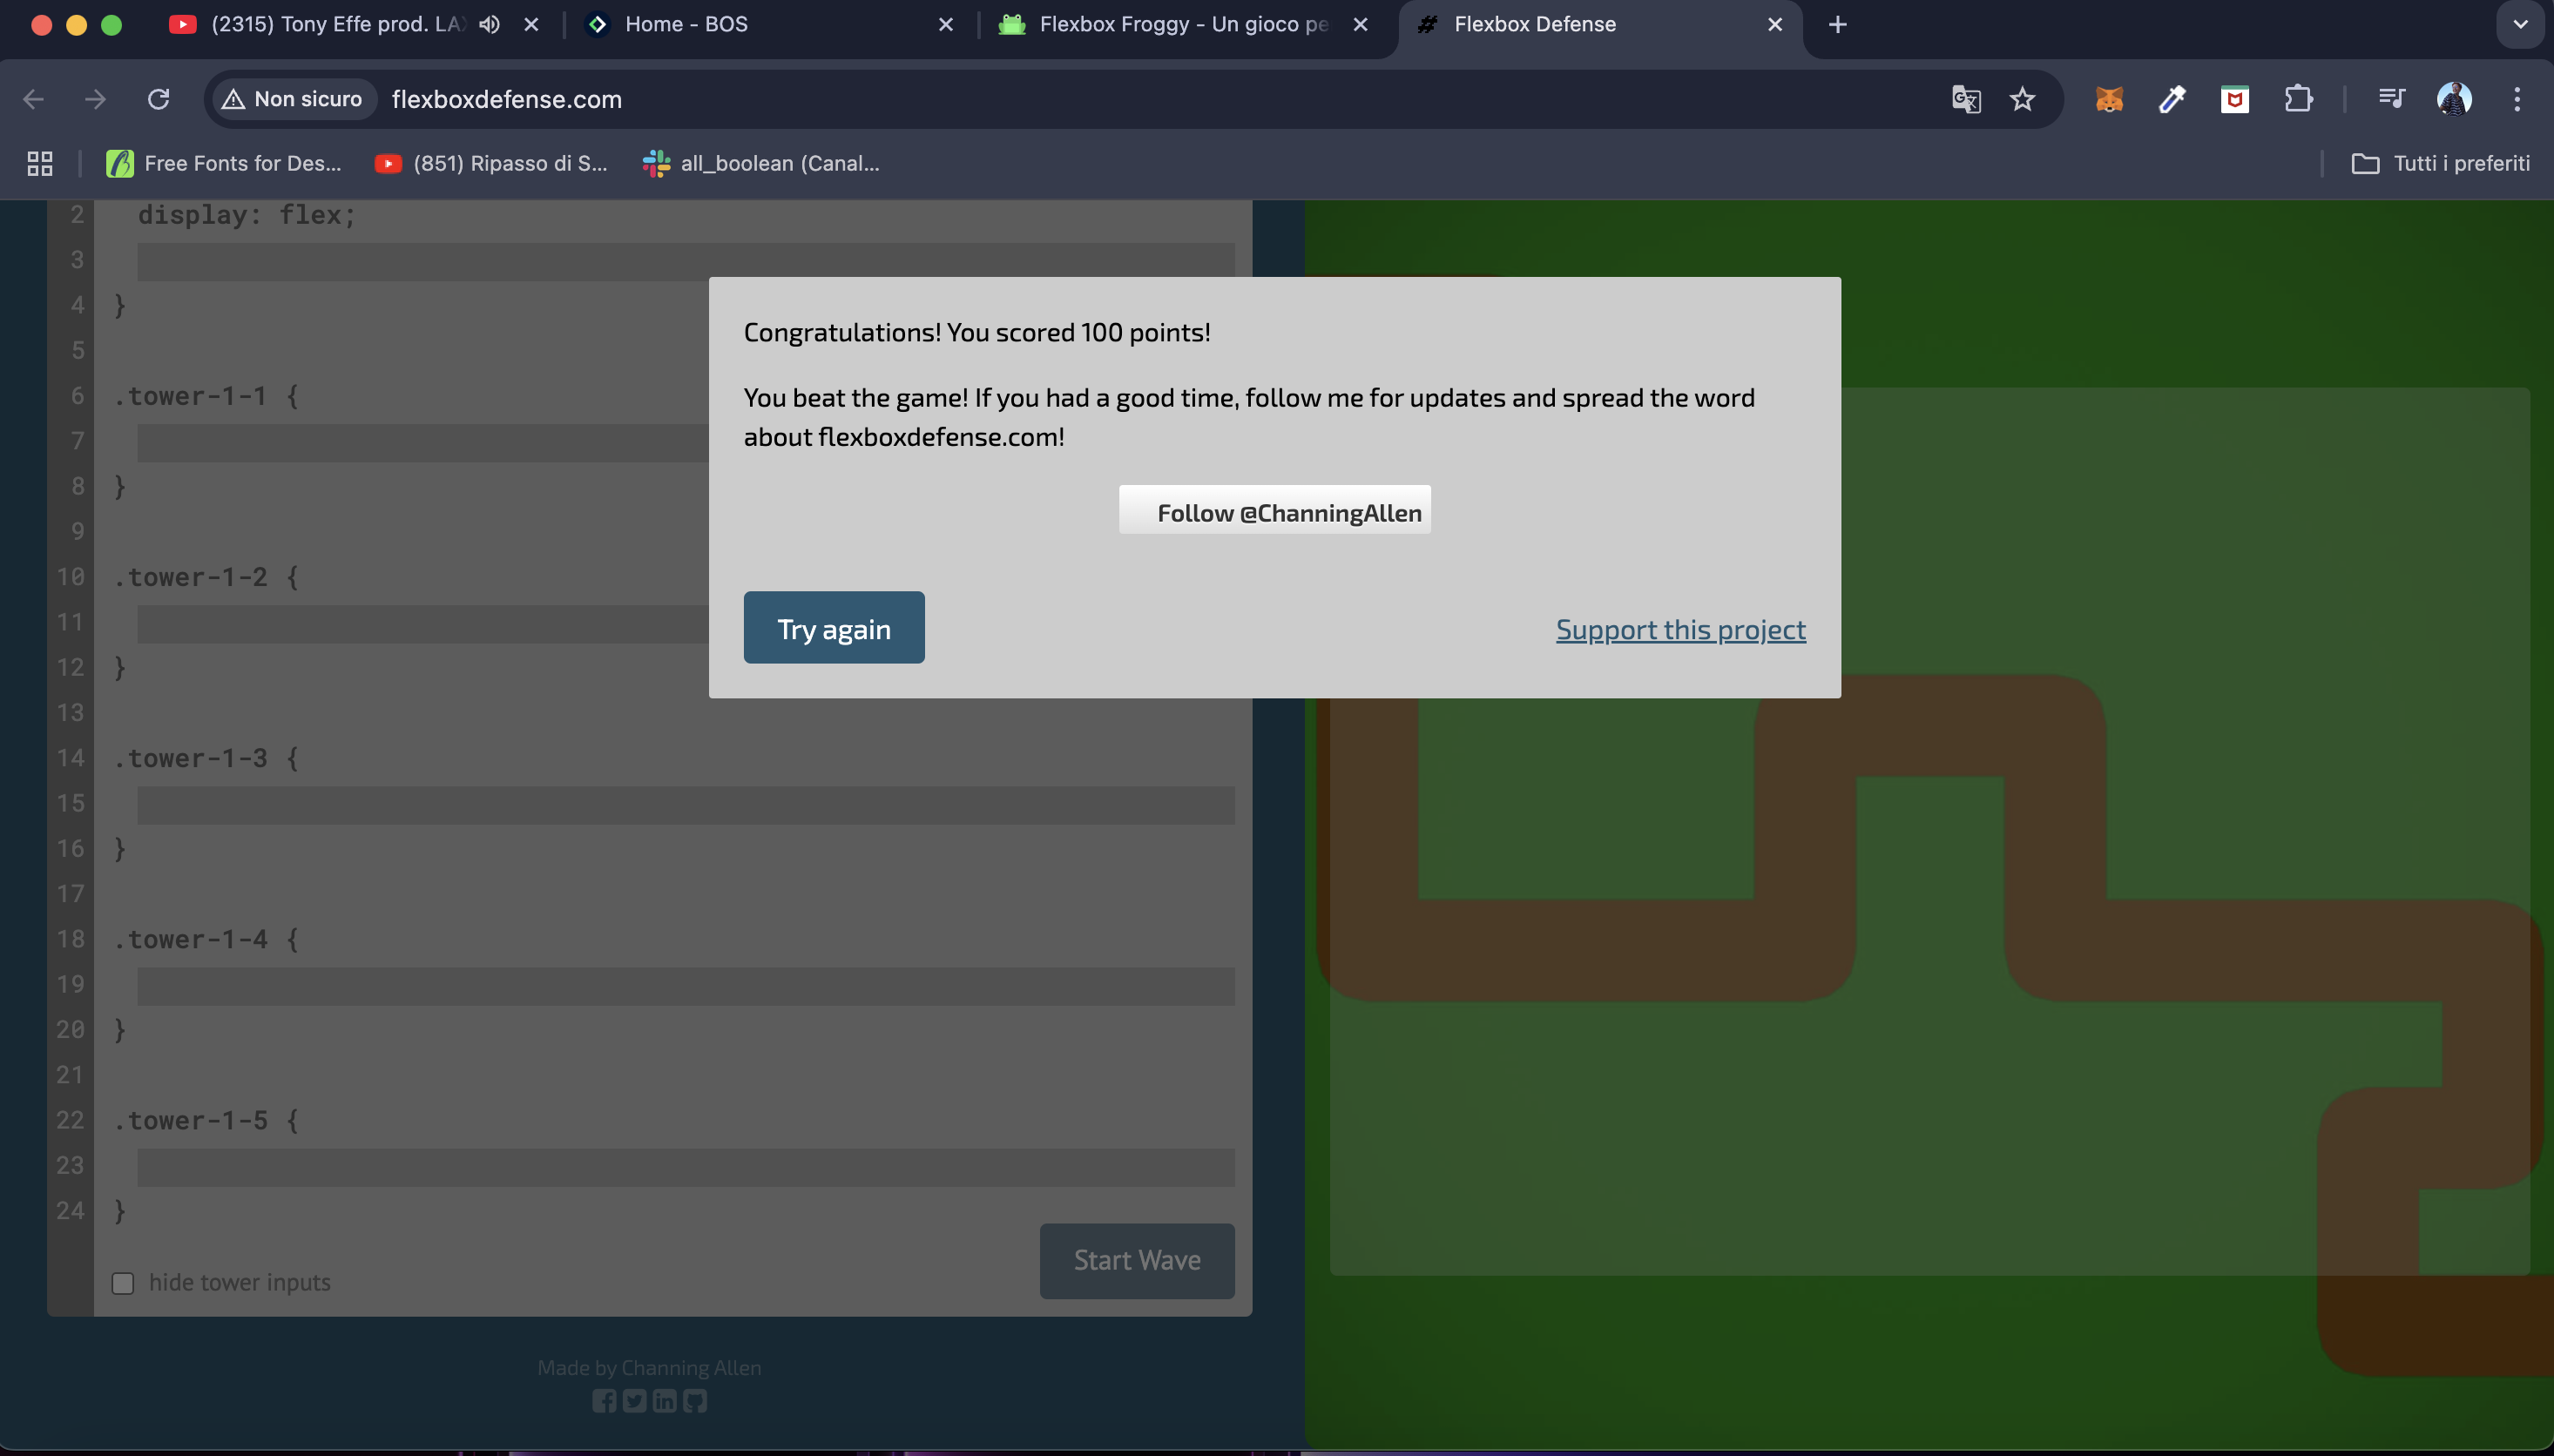 (2315) Tony Effe prod. LA
Home - BOS
Flexbox Froggy - Un gioco pe
Flexbox Defense
Non sicuro
flexboxdefense.com
Free Fonts for Des...
(851) Ripasso di S...
all_boolean (Canal...
Tutti i preferiti
2 display: flex;
3
4 }
5
6 .tower-1-1 {
7
8 }
9
10 .tower-1-2 {
11
12 }
13
14 .tower-1-3 {
15
16 }
17
18 .tower-1-4 {
19
20 }
21
22 .tower-1-5 {
23
24 }
hide tower inputs
Start Wave
Made by Channing Allen
Congratulations! You scored 100 points!
You beat the game! If you had a good time, follow me for updates and spread the word
about flexboxdefense.com!
Follow @ChanningAllen
Try again
Support this project